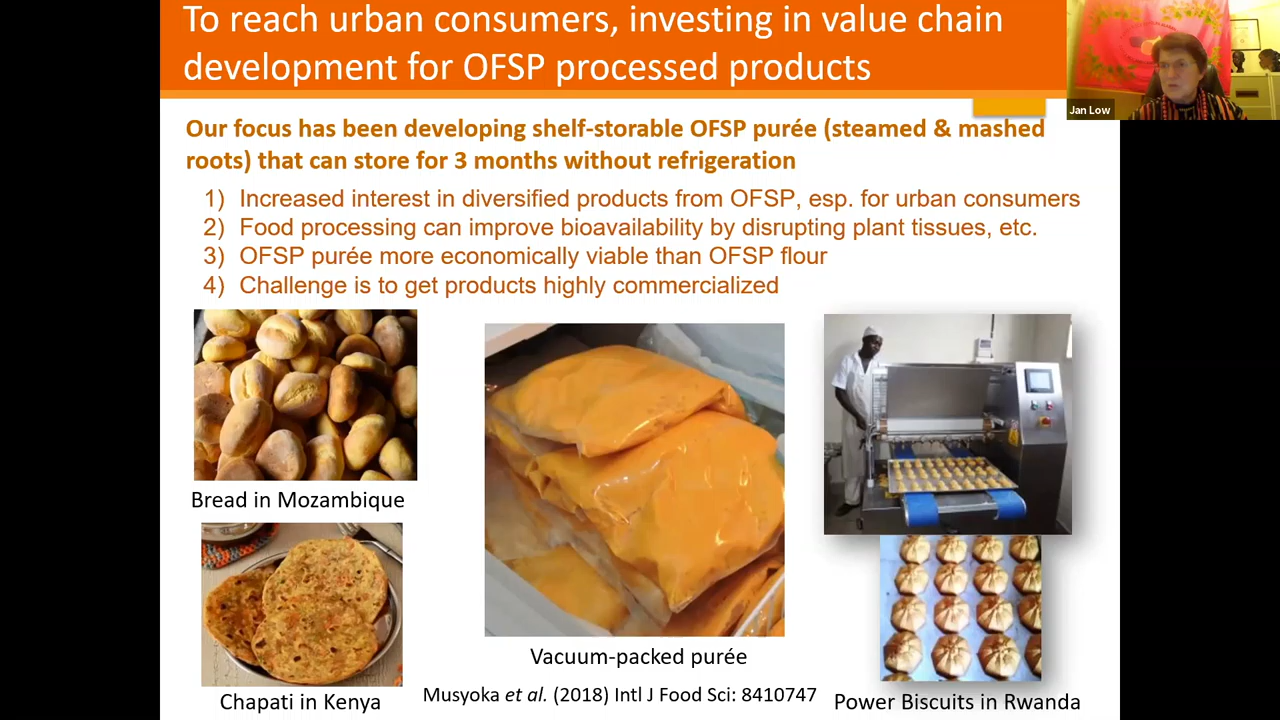 To reach urban consumers, investing in value chain
development for OFSP processed products
Jan Low
Our focus has been developing shelf-storable OFSP purée (steamed & mashed
roots) that can store for 3 months without refrigeration
1) Increased interest in diversified products from OFSP, esp. for urban consumers
2) Food processing can improve bioavailability by disrupting plant tissues, etc.
3) OFSP purée more economically viable than OFSP flour
4) Challenge is to get products highly commercialized
Bread in Mozambique
Vacuum-packed purée
Chapati in Kenya
Musyoka et al. (2018) Intl J Food Sci: 8410747
Power Biscuits in Rwanda